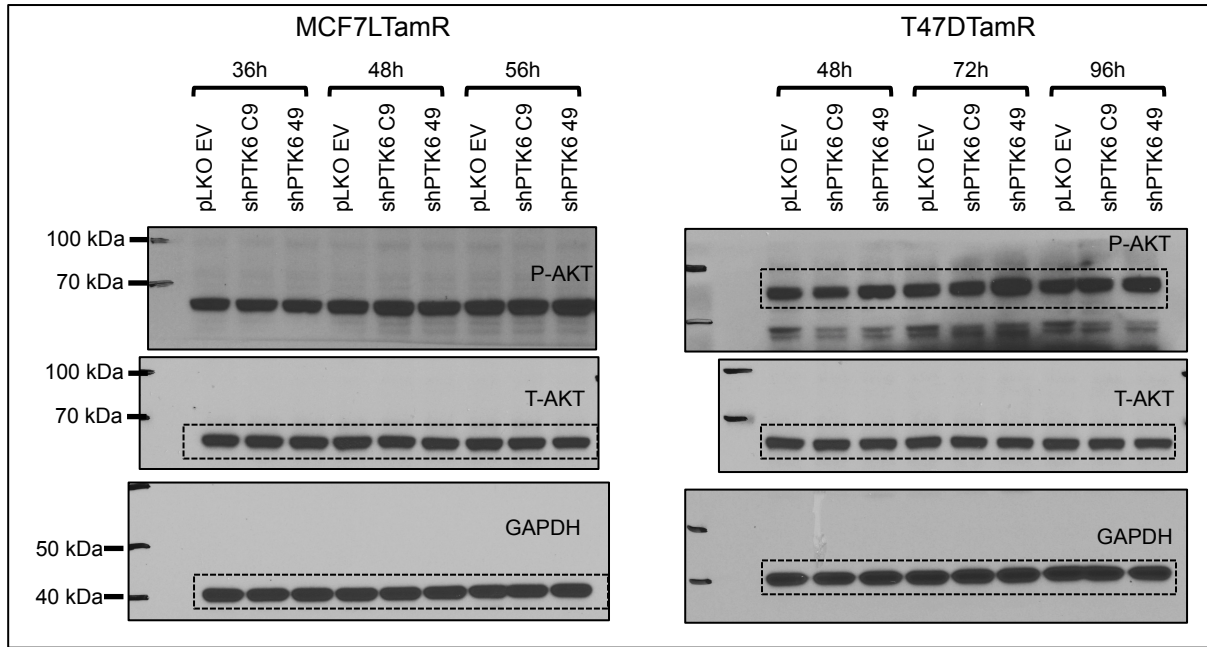 MCF7LTamR
36h 48h 56h
pLKO EV
shPTK6 C9
shPTK6 49
pLKO EV
shPTK6 C9
shPTK6 49
pLKO EV
shPTK6 C9
shPTK6 49
100 kDa
P-AKT
70 kDa
100 kDa
T-AKT
70 kDa
GAPDH
50 kDa
40 kDa
T47DTamR
48h 72h 96h
pLKO EV
shPTK6 C9
shPTK6 49
pLKO EV
shPTK6 C9
shPTK6 49
pLKO EV
shPTK6 C9
shPTK6 49
P-AKT
T-AKT
GAPDH